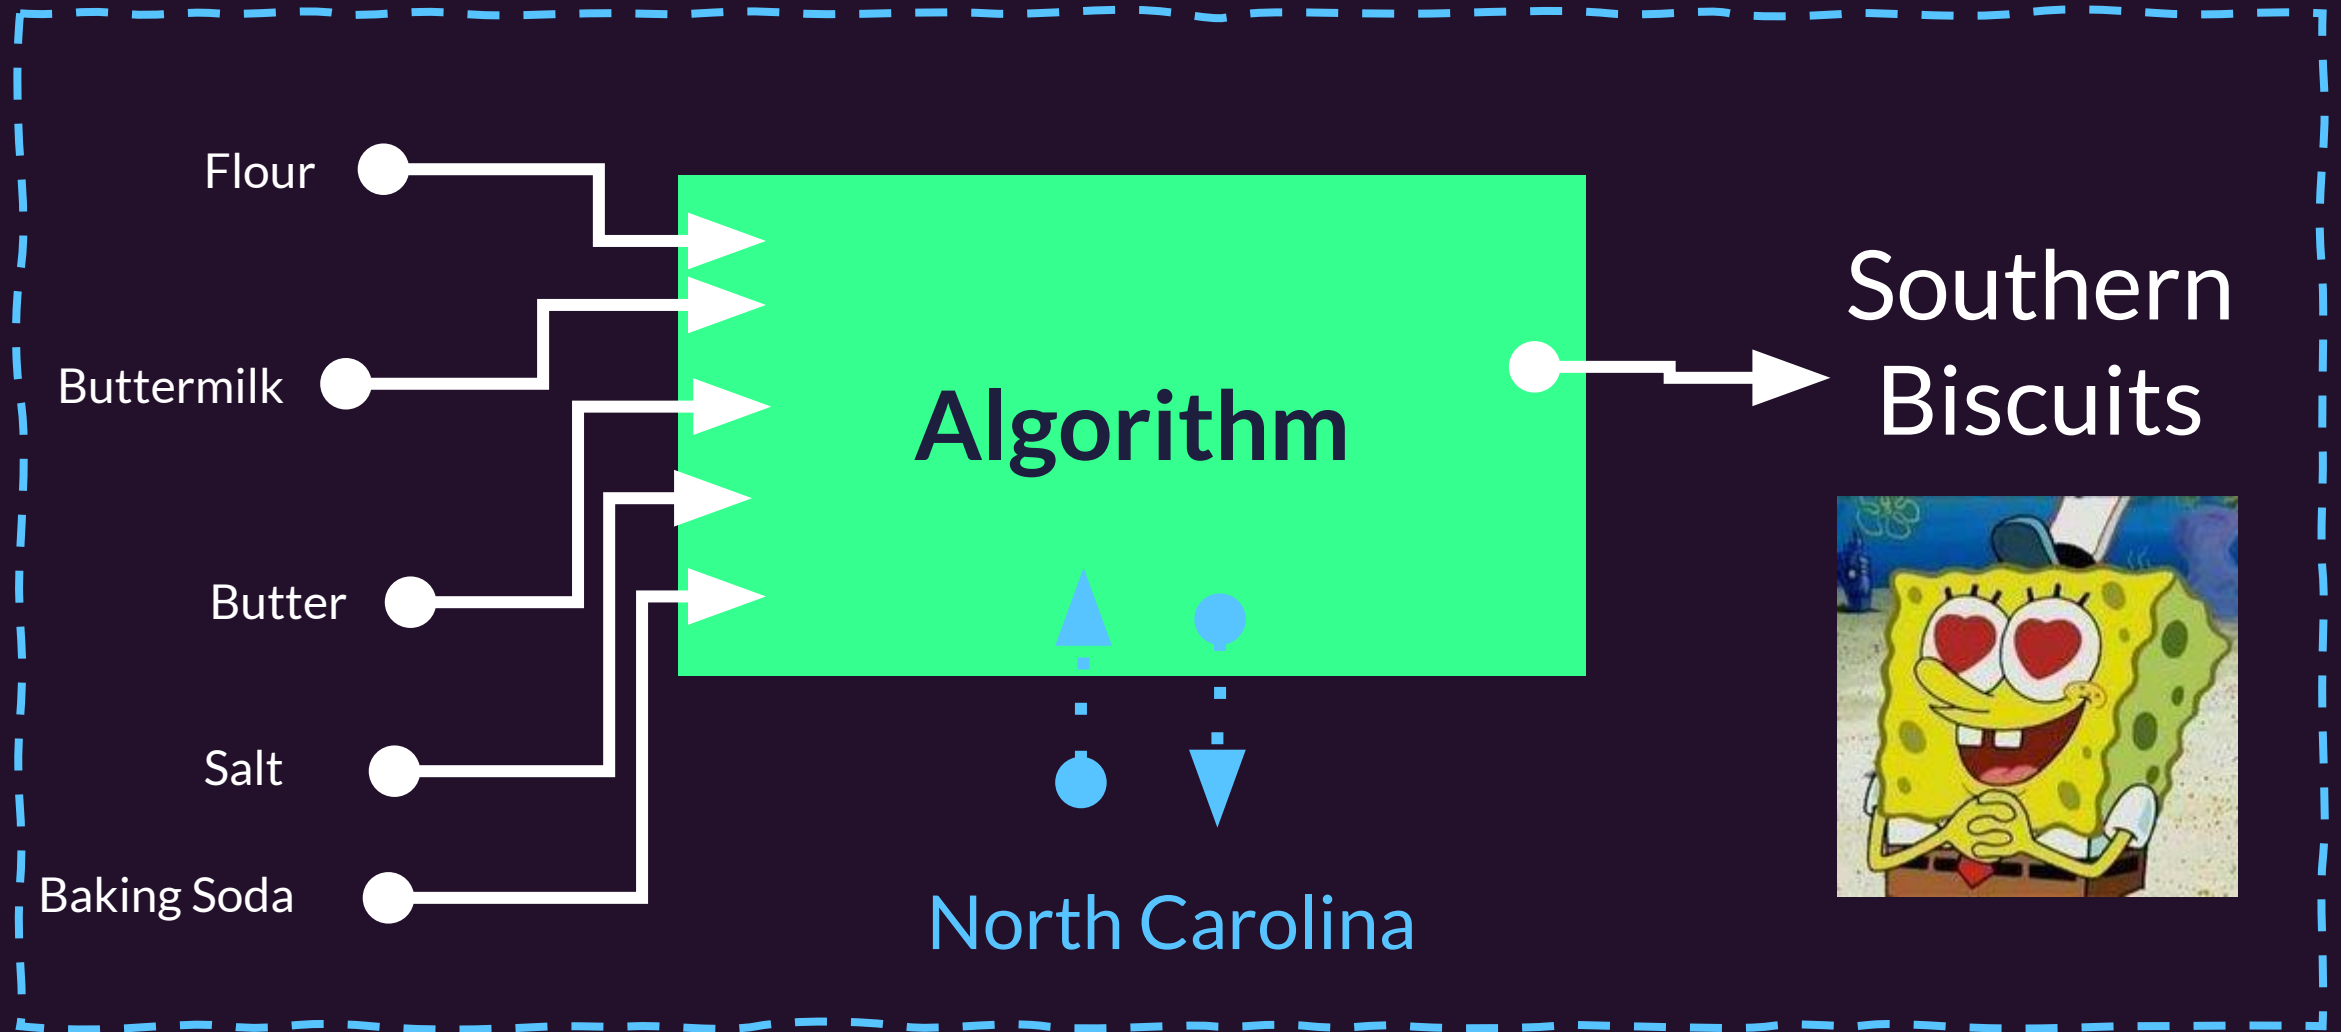 Flour
Buttermilk
Butter
Salt
Baking Soda
Algorithm
North Carolina
Southern
Biscuits